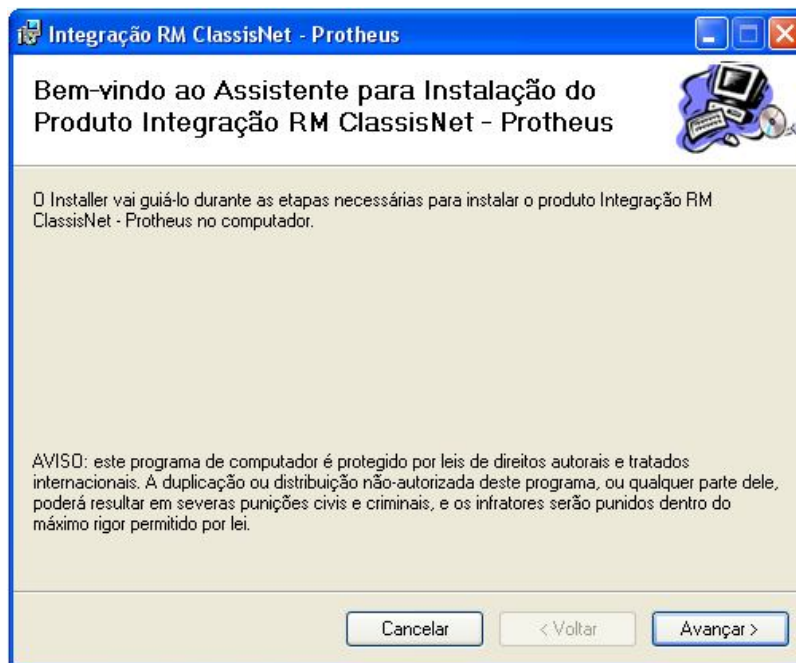 Integração RM ClassisNet - Protheus
Bem-vindo ao Assistente para Instalação do
Produto Integração RM ClassisNet - Protheus
O Installer vai guiá-lo durante as etapas necessárias para instalar o produto Integração RM
ClassisNet - Protheus no computador.
AVISO: este programa de computador é protegido por leis de direitos autorais e tratados
internacionais. A duplicação ou distribuição não-autorizada deste programa, ou qualquer parte dele,
poderá resultar em severas punições civis e criminais, e os infratores serão punidos dentro do
máximo rigor permitido por lei.
Cancelar < Voltar Avançar >